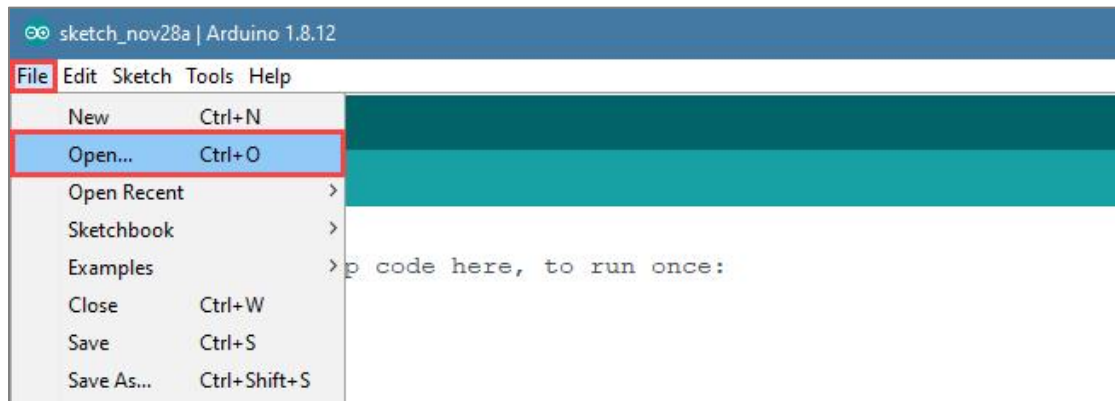 sketch_nov28a | Arduino 1.8.12
File Edit Sketch Tools Help
New Ctrl+N
Open... Ctrl+O
Open Recent >
Sketchbook >
Examples >
p code here, to run once:
Close Ctrl+W
Save Ctrl+S
Save As... Ctrl+Shift+S